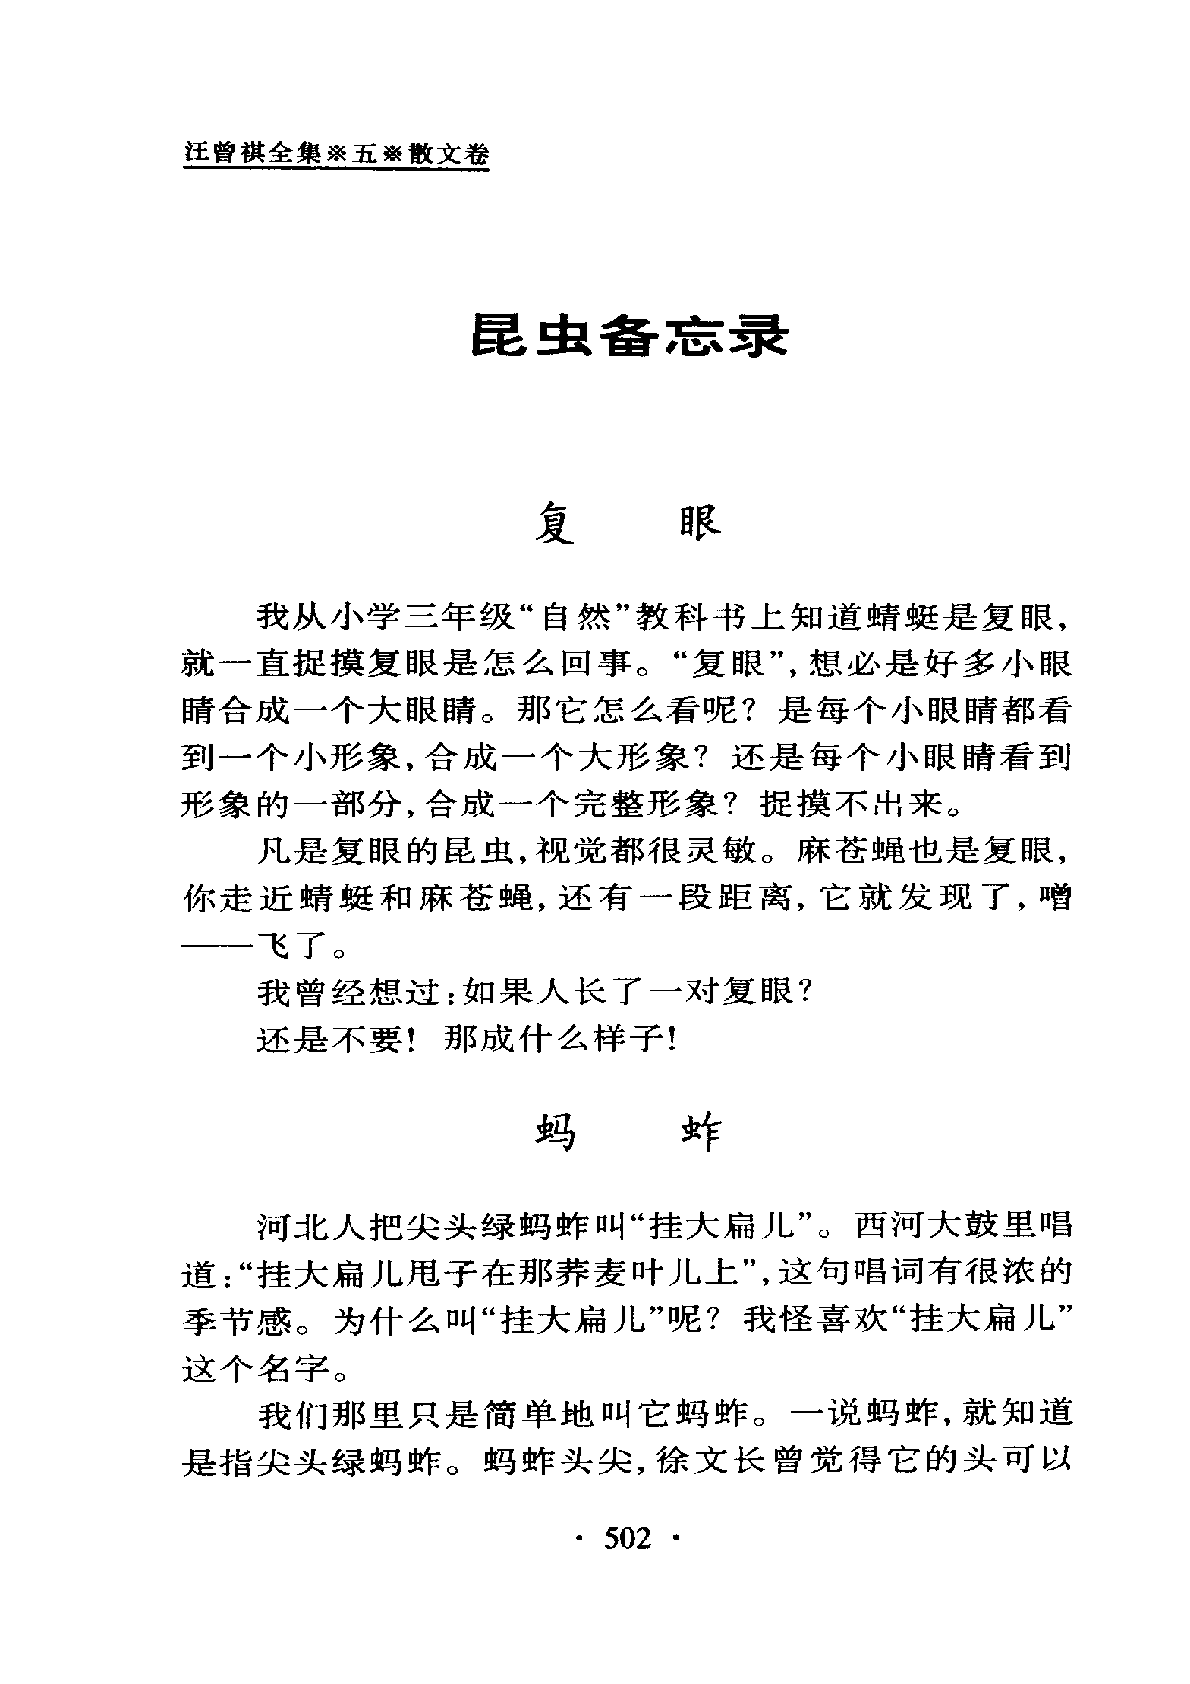 汪曾祺全集※五※散文卷
昆虫备忘录
复 眼
我从小学三年级“自然”教科书上知道蜻蜓是复眼，
就一直捉摸复眼是怎么回事。“复眼”，想必是好多小眼
睛合成一个大眼睛。那它怎么看呢？是每个小眼睛都看
到一个小形象，合成一个大形象？还是每个小眼睛看到
形象的一部分，合成一个完整形象？捉摸不出来。
凡是复眼的昆虫，视觉都很灵敏。麻苍蝇也是复眼，
你走近蜻蜓和麻苍蝇，还有一段距离，它就发现了，噌
——飞了。
我曾经想过：如果人长了一对复眼？
还是不要！那成什么样子！
蚂 蚱
河北人把尖头绿蚂蚱叫“挂大扁儿”。西河大鼓里唱
道：“挂大扁儿甩子在那荞麦叶儿上”，这句唱词有很浓的
季节感。为什么叫“挂大扁儿”呢？我怪喜欢“挂大扁儿”
这个名字。
我们那里只是简单地叫它蚂蚱。一说蚂蚱，就知道
是指尖头绿蚂蚱。蚂蚱头尖，徐文长曾觉得它的头可以
· 502 ·